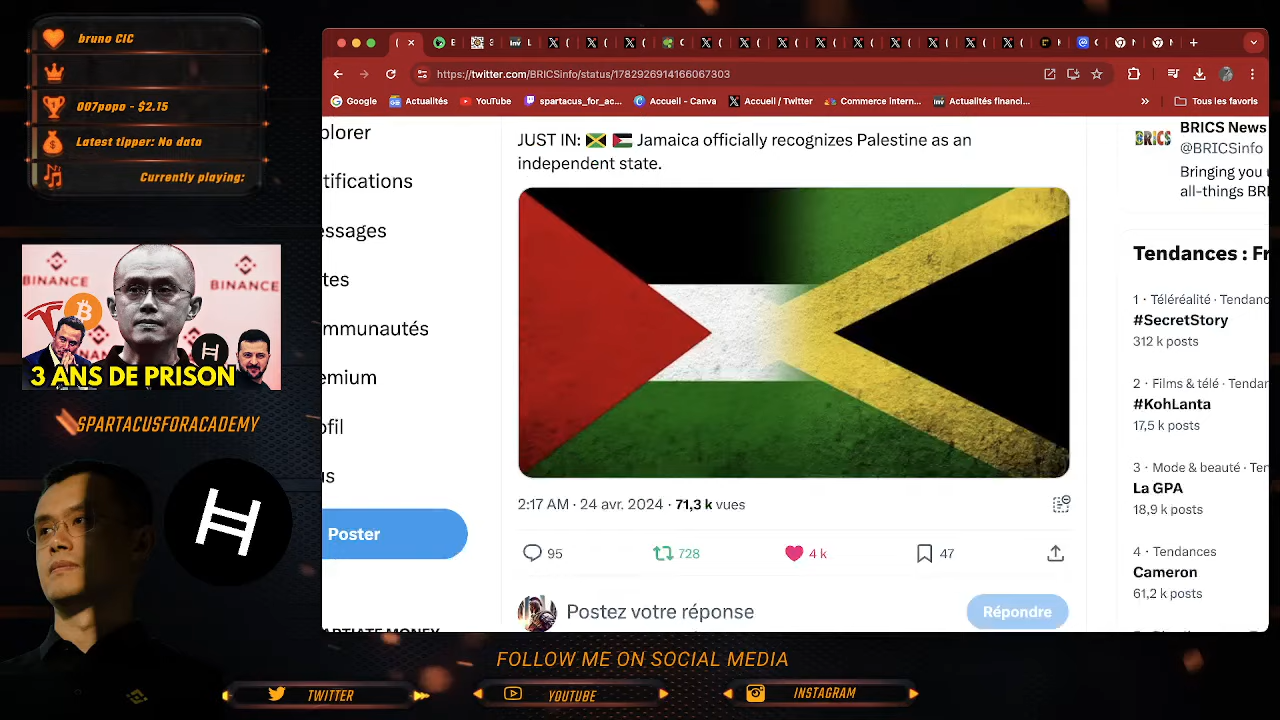 bruno CIC
007popo - $2.15
Latest tipper: No data
Currently playing:
BINANCE
BINANCE
3 ANS DE PRISON
SPARTACUSFORACADEMY
https://twitter.com/BRICSinfo/status/1782926914166067303
Google
Actualités
YouTube
spartacus_for_ac...
Accueil - Canva
Accueil / Twitter
Commerce intern...
Actualités financi...
Tous les favoris
plorer
tifications
essages
tes
mmunautés
emium
ofil
us
Poster
JUST IN: Jamaica officially recognizes Palestine as an
independent state.
2:17 AM · 24 avr. 2024 · 71,3 k vues
95
728
4 k
47
Postez votre réponse
Répondre
BRICS
BRICS News
@BRICSinfo
Bringing you
all-things BRI
Tendances : Fr
1 · Téléréalité · Tendanc
#SecretStory
312 k posts
2 · Films & télé · Tendar
#KohLanta
17,5 k posts
3 · Mode & beauté · Ten
La GPA
18,9 k posts
4 · Tendances
Cameron
61,2 k posts
FOLLOW ME ON SOCIAL MEDIA
TWITTER
YOUTUBE
INSTAGRAM